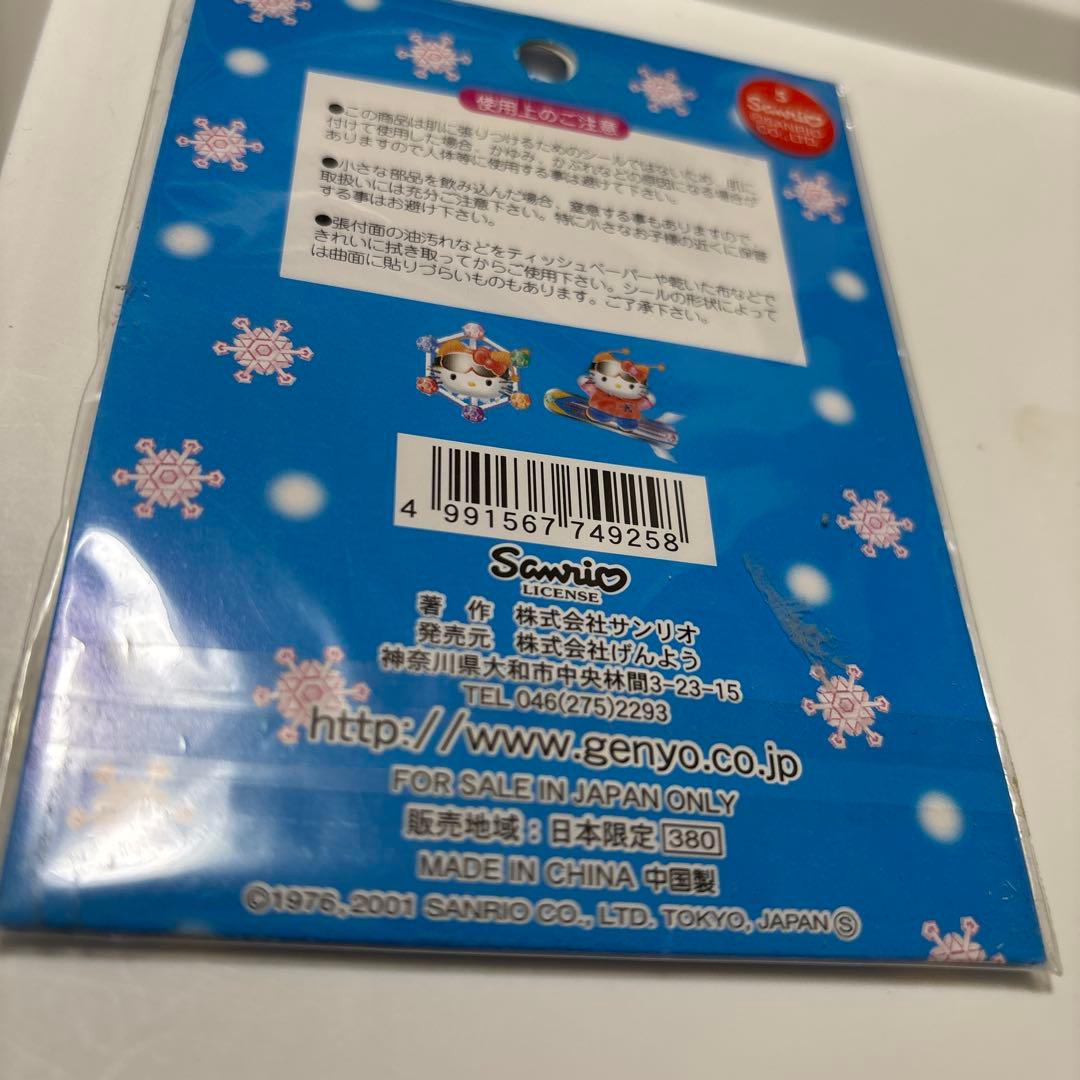 使用上のご注意
●この商品は肌に張りつけるためのシールではないため、肌に
付けて使用した場合、かゆみ、かぶれなどの原因になる場合が
ありますので人体等に使用する事は避けて下さい。
●小さな部品を飲み込んだ場合、窒息する事もありますので、
取扱いには充分ご注意下さい。特に小さなお子様の近くに保管
する事はお避け下さい。
●張付面の油汚れなどをティッシュペーパーや乾いた布などで
きれいに拭き取ってからご使用下さい。シールの形状によって
は曲面に貼りづらいものもあります。ご了承下さい。
Sanrio
4 991567 749258
Sanrio
LICENSE
著 作 株式会社サンリオ
発売元 株式会社げんよう
神奈川県大和市中央林間3-23-15
TEL 046(275)2293
http://www.genyo.co.jp
FOR SALE IN JAPAN ONLY
販売地域：日本限定 380
MADE IN CHINA 中国製
©1976, 2001 SANRIO CO., LTD. TOKYO, JAPAN Ⓢ